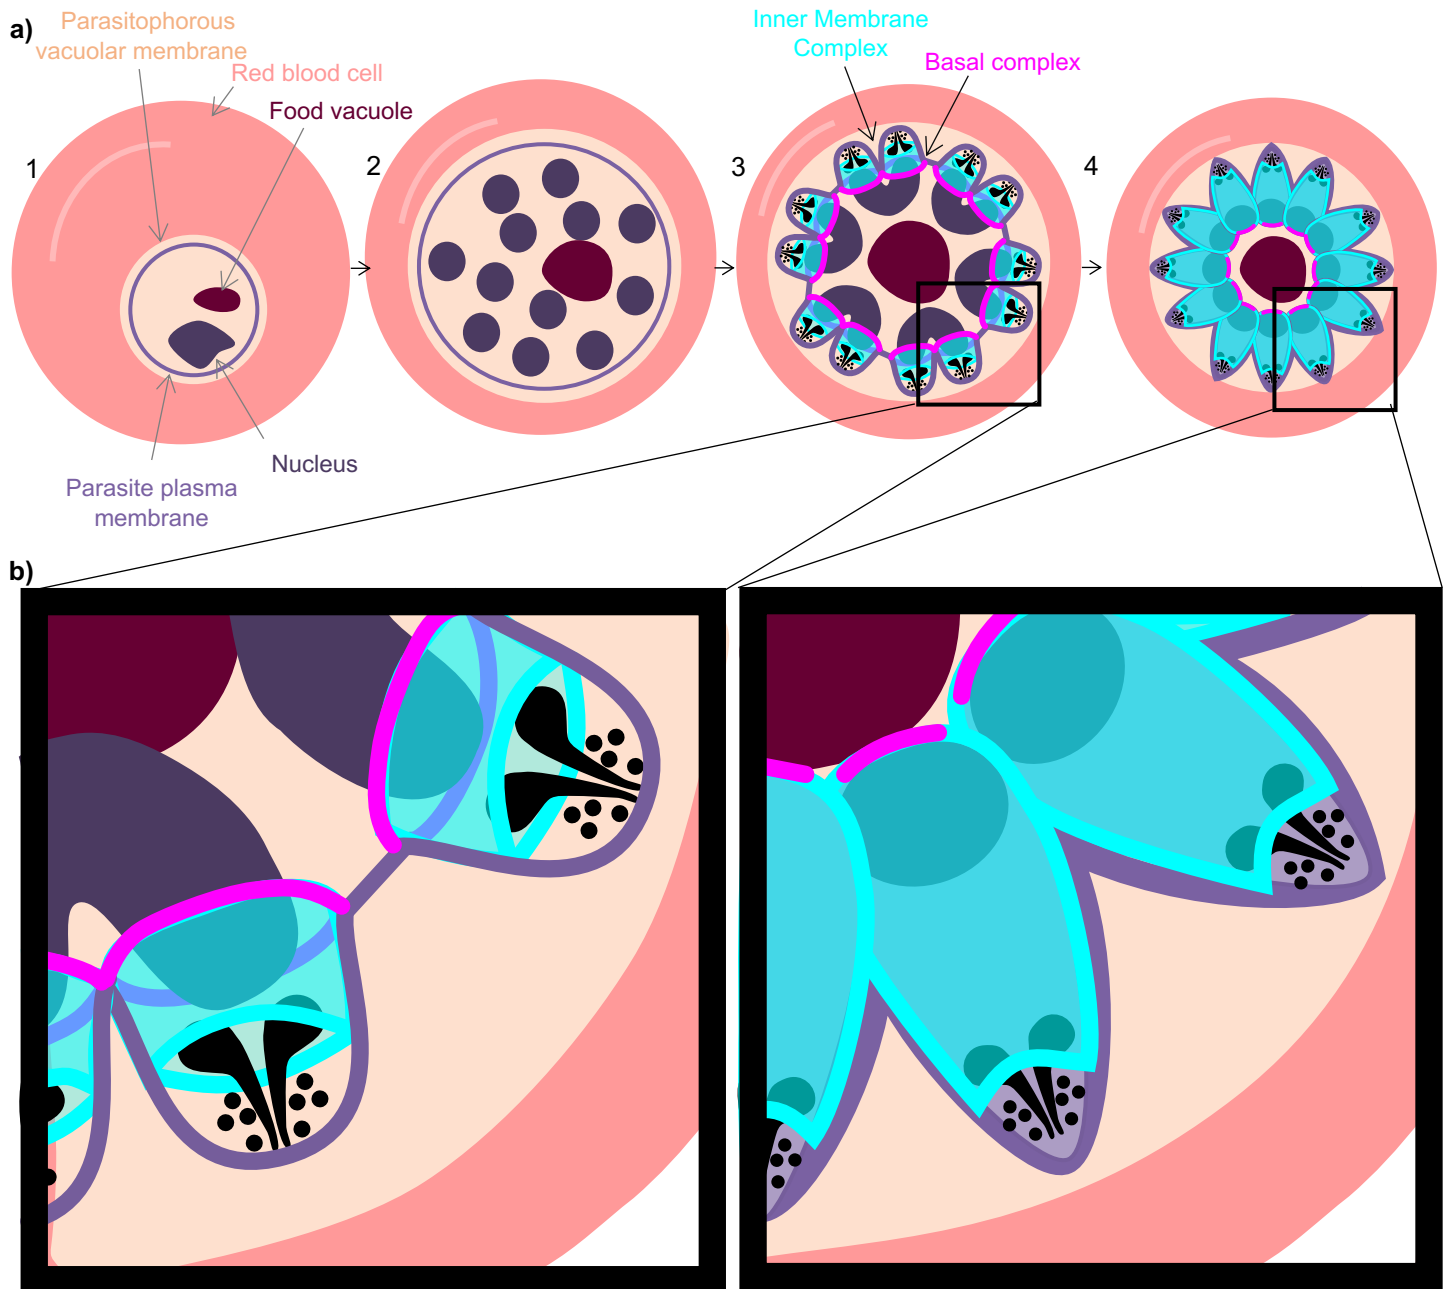 a)
Parasitophorous
vacuolar membrane
Red blood cell
Food vacuole
Inner Membrane
Complex
Basal complex
1
2
3
4
Nucleus
Parasite plasma
membrane
b)